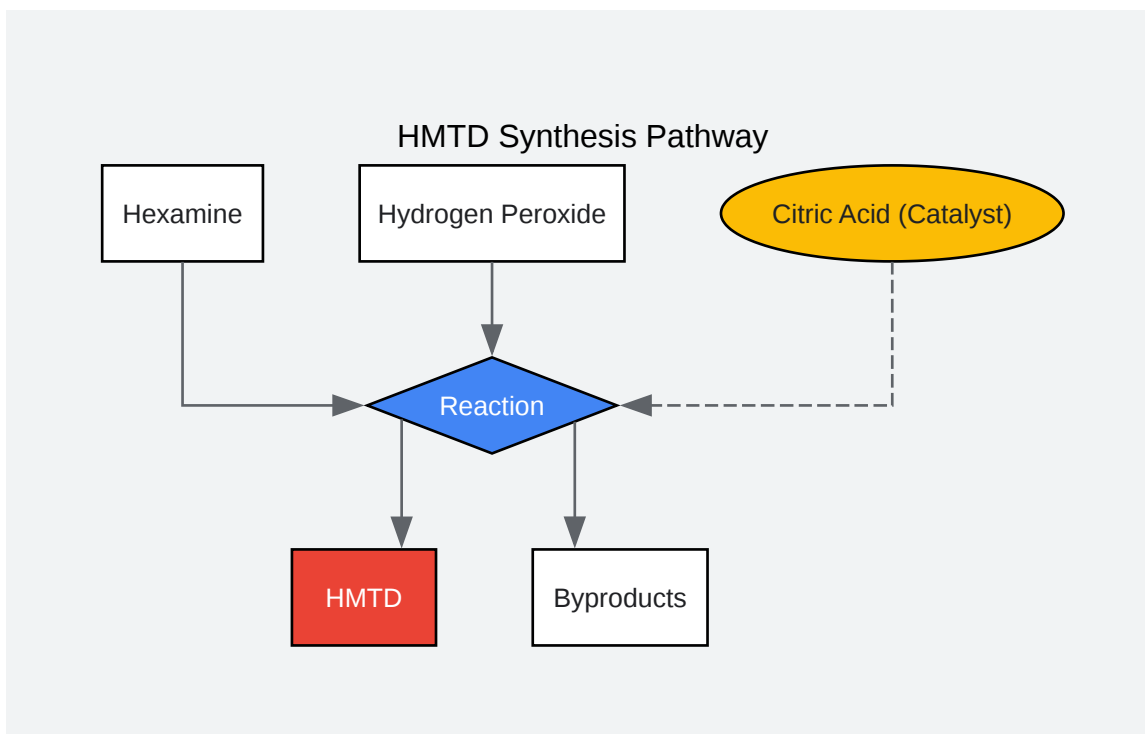 HMTD Synthesis Pathway
Hexamine
Hydrogen Peroxide
Citric Acid (Catalyst)
Reaction
HMTD
Byproducts